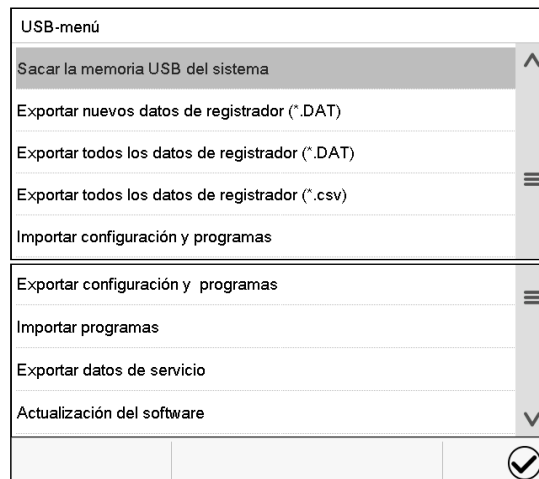 USB-menú
Sacar la memoria USB del sistema
Exportar nuevos datos de registrador (*.DAT)
Exportar todos los datos de registrador (*.DAT)
Exportar todos los datos de registrador (*.csv)
Importar configuración y programas
Exportar configuración y programas
Importar programas
Exportar datos de servicio
Actualización del software